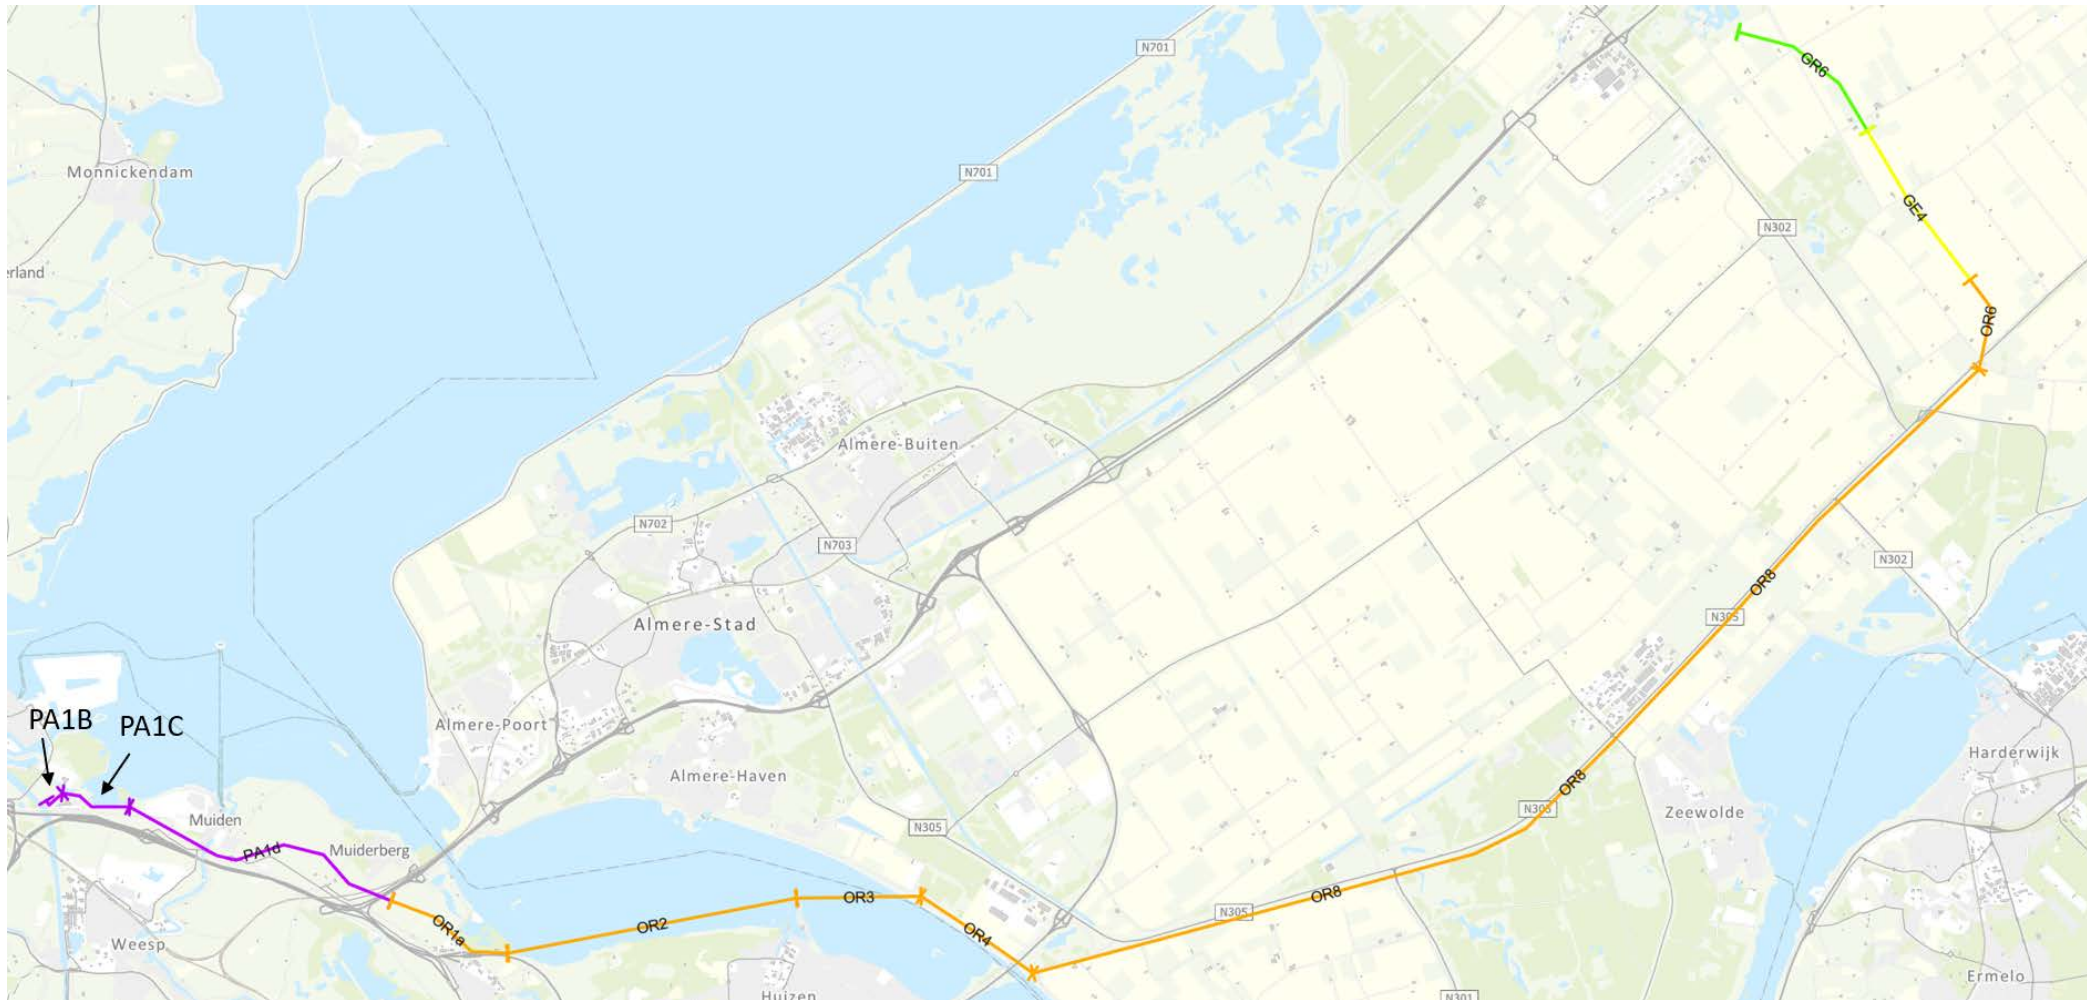 N701
OR6
Monnickendam
N701
GE4
N302
erland
OR6
Almere-Buiten
N702
N703
N302
OR8
N305
Almere-Stad
PA1B
PA1C
Almere-Poort
Almere-Haven
Harderwijk
OR8
N305
Zeewolde
Muiden
N305
PA1d
Muiderberg
OR3
OR8
N305
OR2
OR1a
OR4
Weesp
Ermelo
Huizen
N301